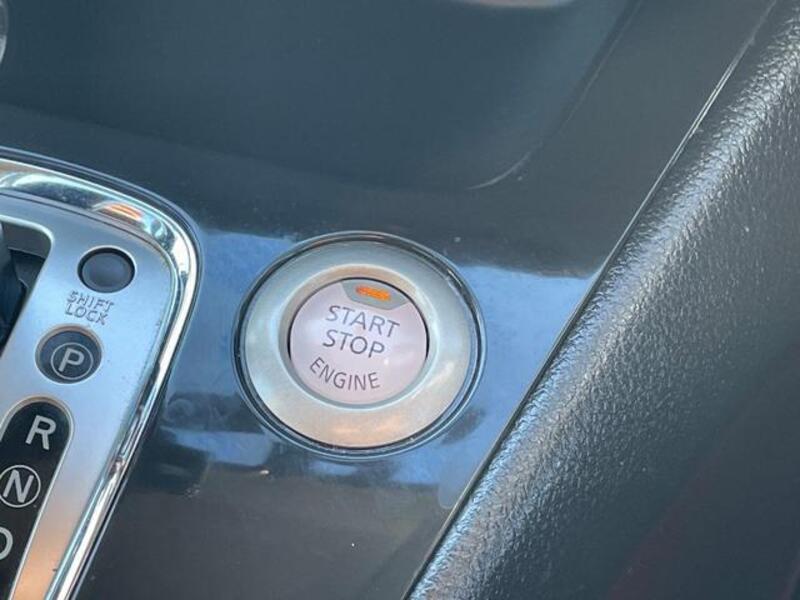 SHIFT
LOCK
P
R
N
D
START
STOP
ENGINE